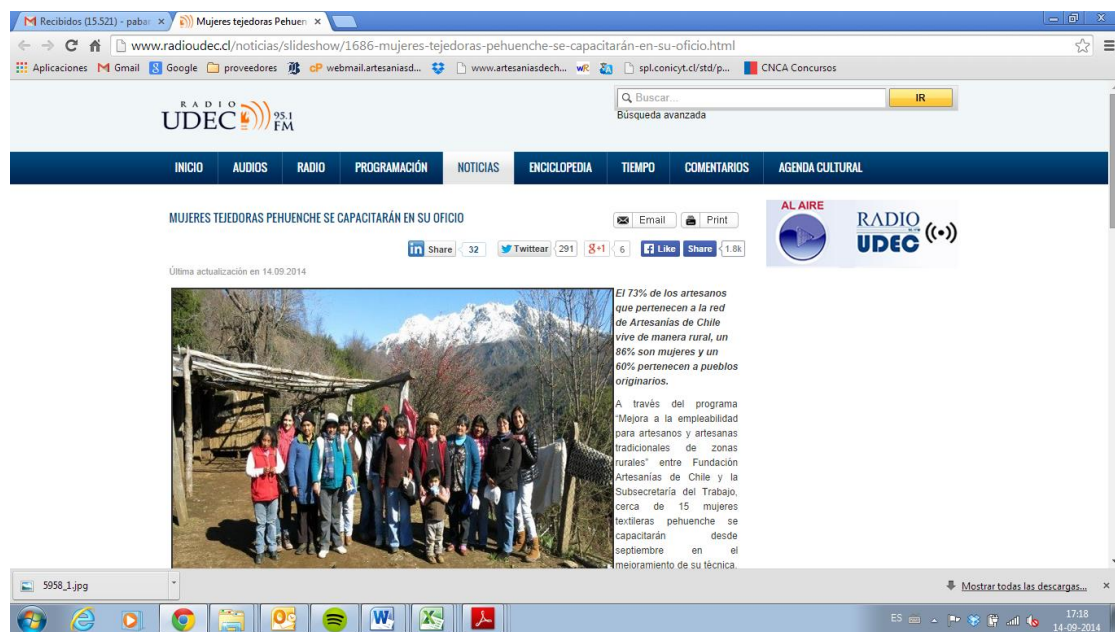 Recibidos (15.521) - pabar
Mujeres tejedoras Pehuen
www.radioudec.cl/noticias/slideshow/1686-mujeres-tejedoras-pehuenche-se-capacitarán-en-su-oficio.html
Aplicaciones Gmail Google proveedores webmail.artesaniasd... www.artesaniasdech... spl.conicyt.cl/std/p... CNCA Concursos
RADIO
UDEC 95.1
FM
Buscar... IR
Búsqueda avanzada
INICIO AUDIOS RADIO PROGRAMACIÓN NOTICIAS ENCICLOPEDIA TIEMPO COMENTARIOS AGENDA CULTURAL
MUJERES TEJEDORAS PEHUENCHE SE CAPACITARÁN EN SU OFICIO
Email Print
Share 32 Twittear 291 g+1 6 Like Share 1.8k
AL AIRE
RADIO
UDEC
Última actualización en 14.09.2014
El 73% de los artesanos
que pertenecen a la red
de Artesanías de Chile
vive de manera rural, un
86% son mujeres y un
60% pertenecen a pueblos
originarios.
A través del programa
"Mejora a la empleabilidad
para artesanos y artesanas
tradicionales de zonas
rurales" entre Fundación
Artesanías de Chile y la
Subsecretaría del Trabajo,
cerca de 15 mujeres
textileras pehuenche se
capacitarán desde
septiembre en el
mejoramiento de su técnica,
5958_1.jpg
Mostrar todas las descargas...
ES
17:18
14-09-2014